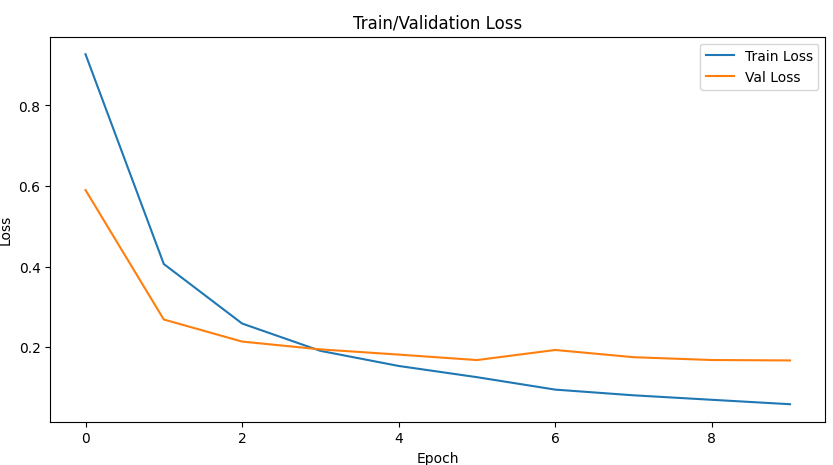 Train/Validation Loss
Train Loss
Val Loss
0.8
0.6
0.4
0.2
Loss
0 2 4 6 8
Epoch